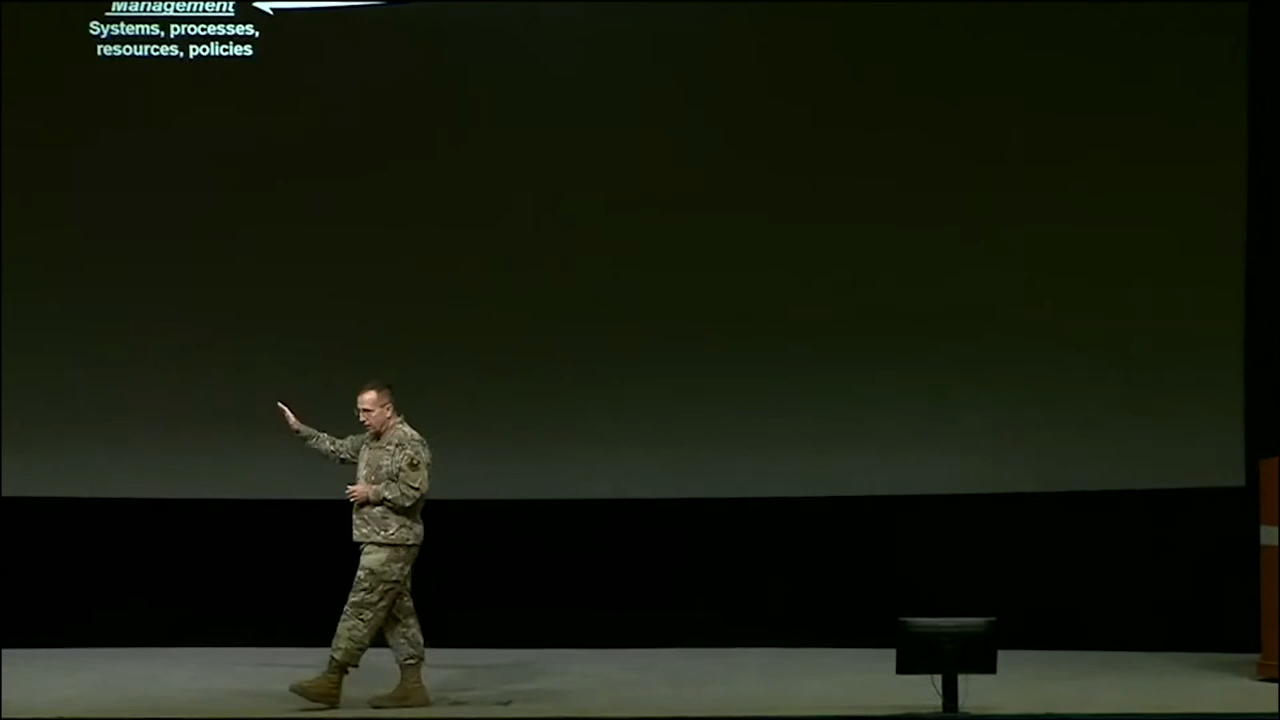 Management
Systems, processes,
resources, policies